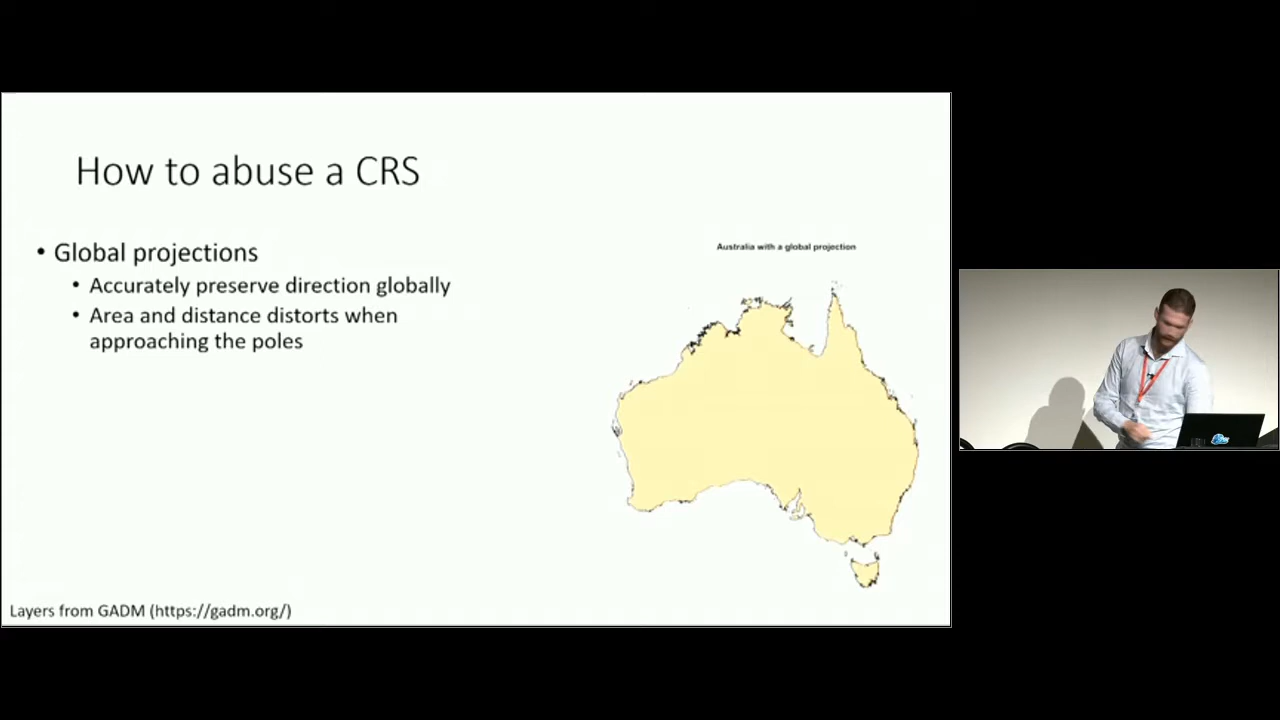 How to abuse a CRS
• Global projections
• Accurately preserve direction globally
• Area and distance distorts when
approaching the poles
Australia with a global projection
Layers from GADM (https://gadm.org/)